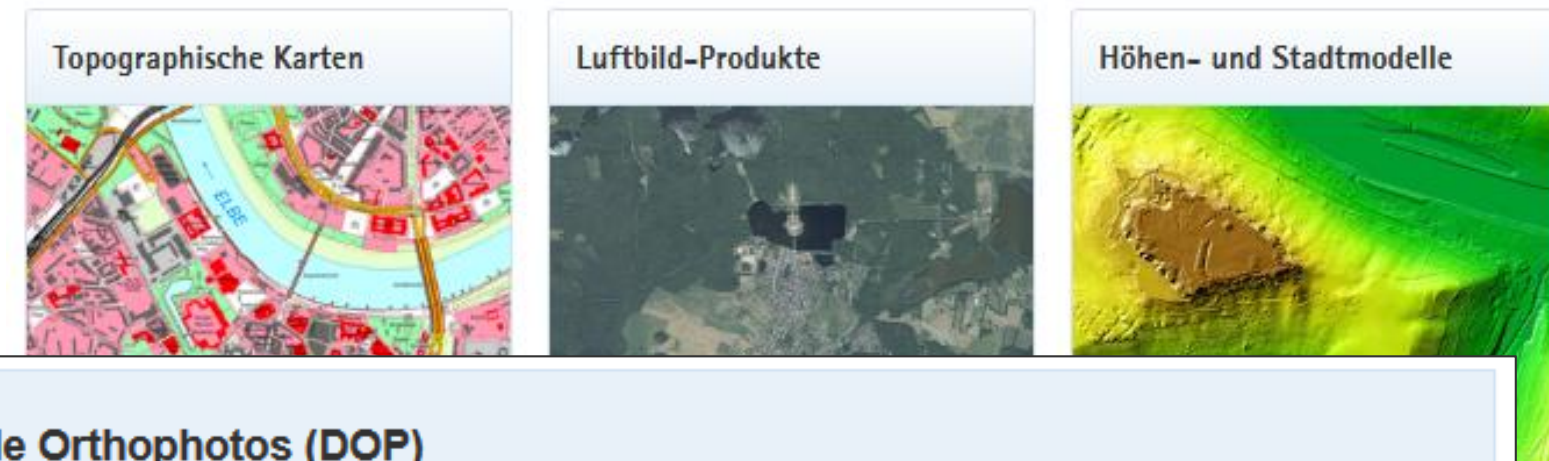 Topographische Karten
Luftbild-Produkte
Höhen- und Stadtmodelle
← ELBE
le Orthophotos (DOP)